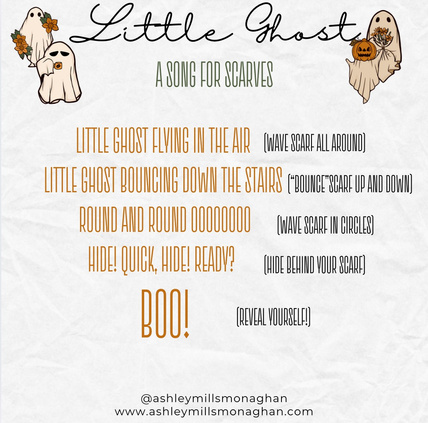 Little Ghost
A SONG FOR SCARVES
LITTLE GHOST FLYING IN THE AIR (WAVE SCARF ALL AROUND)
LITTLE GHOST BOUNCING DOWN THE STAIRS ("BOUNCE"SCARF UP AND DOWN)
ROUND AND ROUND OOOOOOOO (WAVE SCARF IN CIRCLES)
HIDE! QUICK, HIDE! READY? (HIDE BEHIND YOUR SCARF)
BOO! (REVEAL YOURSELF!)
@ashleymillsmonaghan
www.ashleymillsmonaghan.com